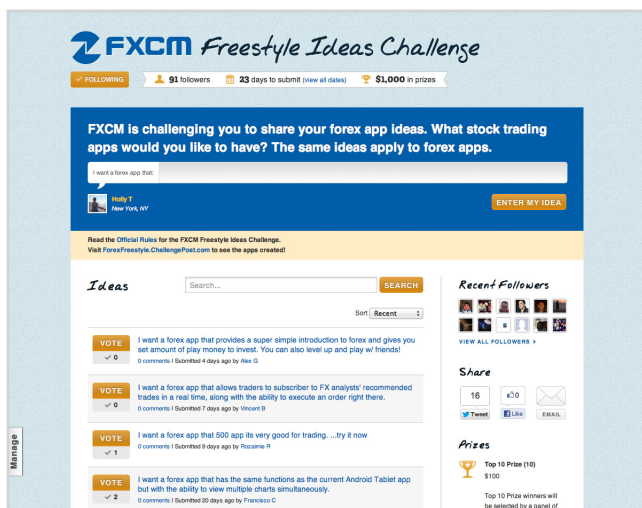 FXCM Freestyle Ideas Challenge
FOLLOWING
91 followers
23 days to submit (view all dates)
$1,000 in prizes
FXCM is challenging you to share your forex app ideas. What stock trading
apps would you like to have? The same ideas apply to forex apps.
I want a forex app that:
Holly T
New York, NY
ENTER MY IDEA
Read the Official Rules for the FXCM Freestyle Ideas Challenge.
Visit ForexFreestyle.ChallengePost.com to see the apps created!
Ideas
Search...
SEARCH
Sort Recent
VOTE
0
I want a forex app that provides a super simple introduction to forex and gives you
set amount of play money to invest. You can also level up and play w/ friends!
0 comments | Submitted 4 days ago by Alex G
VOTE
0
I want a forex app that allows traders to subscriber to FX analysts' recommended
trades in a real time, along with the ability to execute an order right there.
0 comments | Submitted 7 days ago by Vincent B
VOTE
1
I want a forex app that 500 app its very good for trading. ...try it now
0 comments | Submitted 9 days ago by Rozaimie R
VOTE
2
I want a forex app that has the same functions as the current Android Tablet app
but with the ability to view multiple charts simultaneously.
0 comments | Submitted 20 days ago by Francisco C
Recent Followers
VIEW ALL FOLLOWERS >
Share
16
0
Tweet
Like
EMAIL
Prizes
Top 10 Prize (10)
$100
Top 10 Prize winners will
be selected by a panel of
Manage